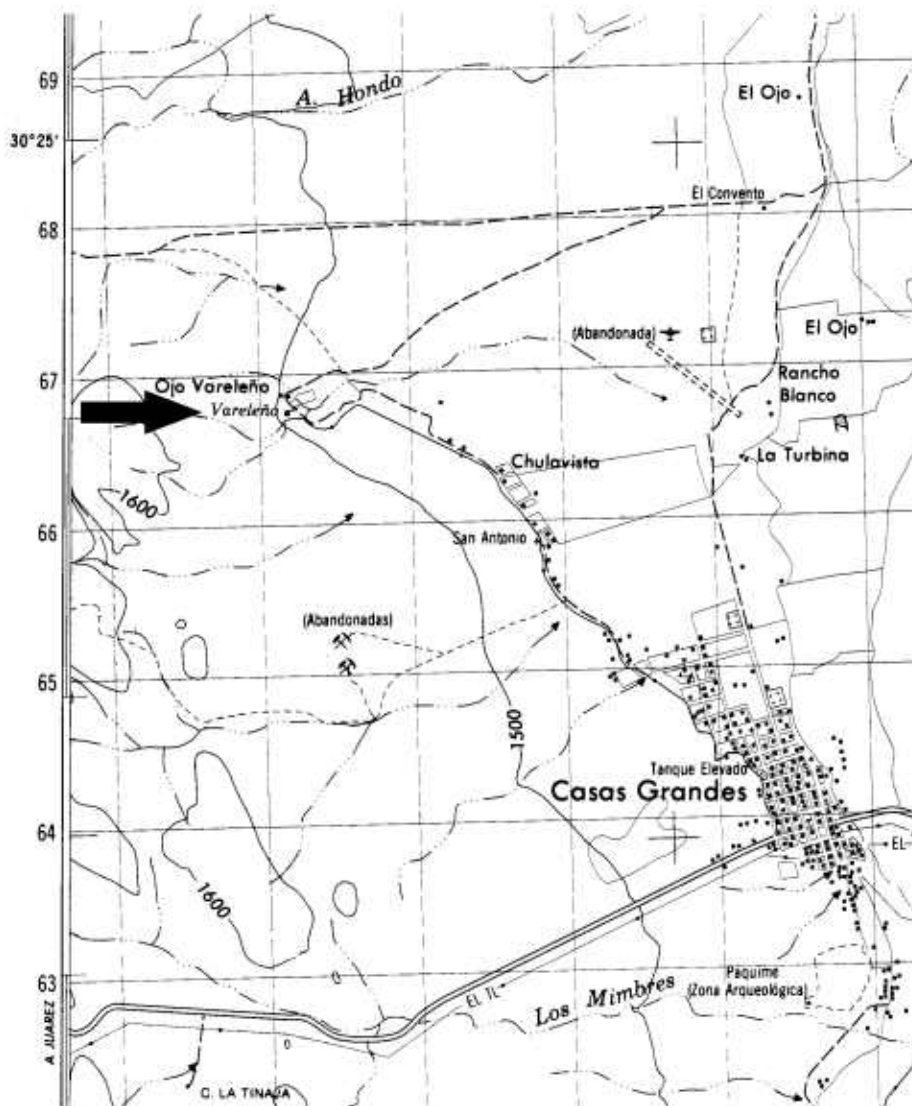 69
A. Hondo
El Ojo
30°25'
El Convento
68
(Abandonada)
El Ojo
67
Ojo Vareleño
Rancho
Blanco
Vareleño
Chulavista
La Turbina
1600
66
San Antonio
(Abandonadas)
65
1500
Tanque Elevado
Casas Grandes
64
EL
1600
63
Paquimé
(Zona Arqueológica)
EL TL
Los Mimbres
A JUAREZ
C. LA TINAJA